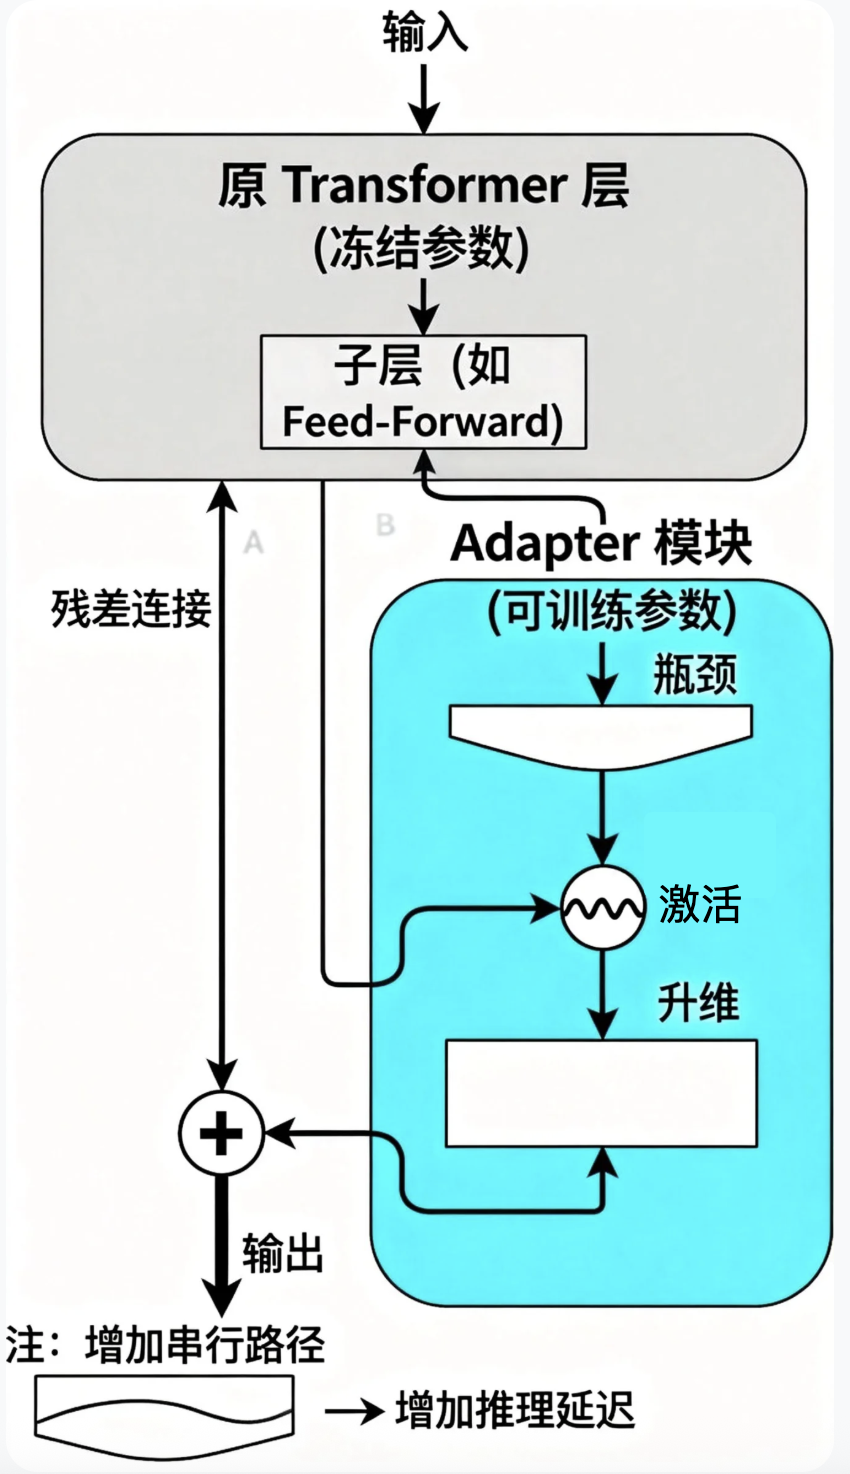 输入
原 Transformer 层
(冻结参数)
子层 (如
Feed-Forward)
A
B
Adapter 模块
残差连接
(可训练参数)
瓶颈
激活
升维
+
输出
注：增加串行路径
增加推理延迟